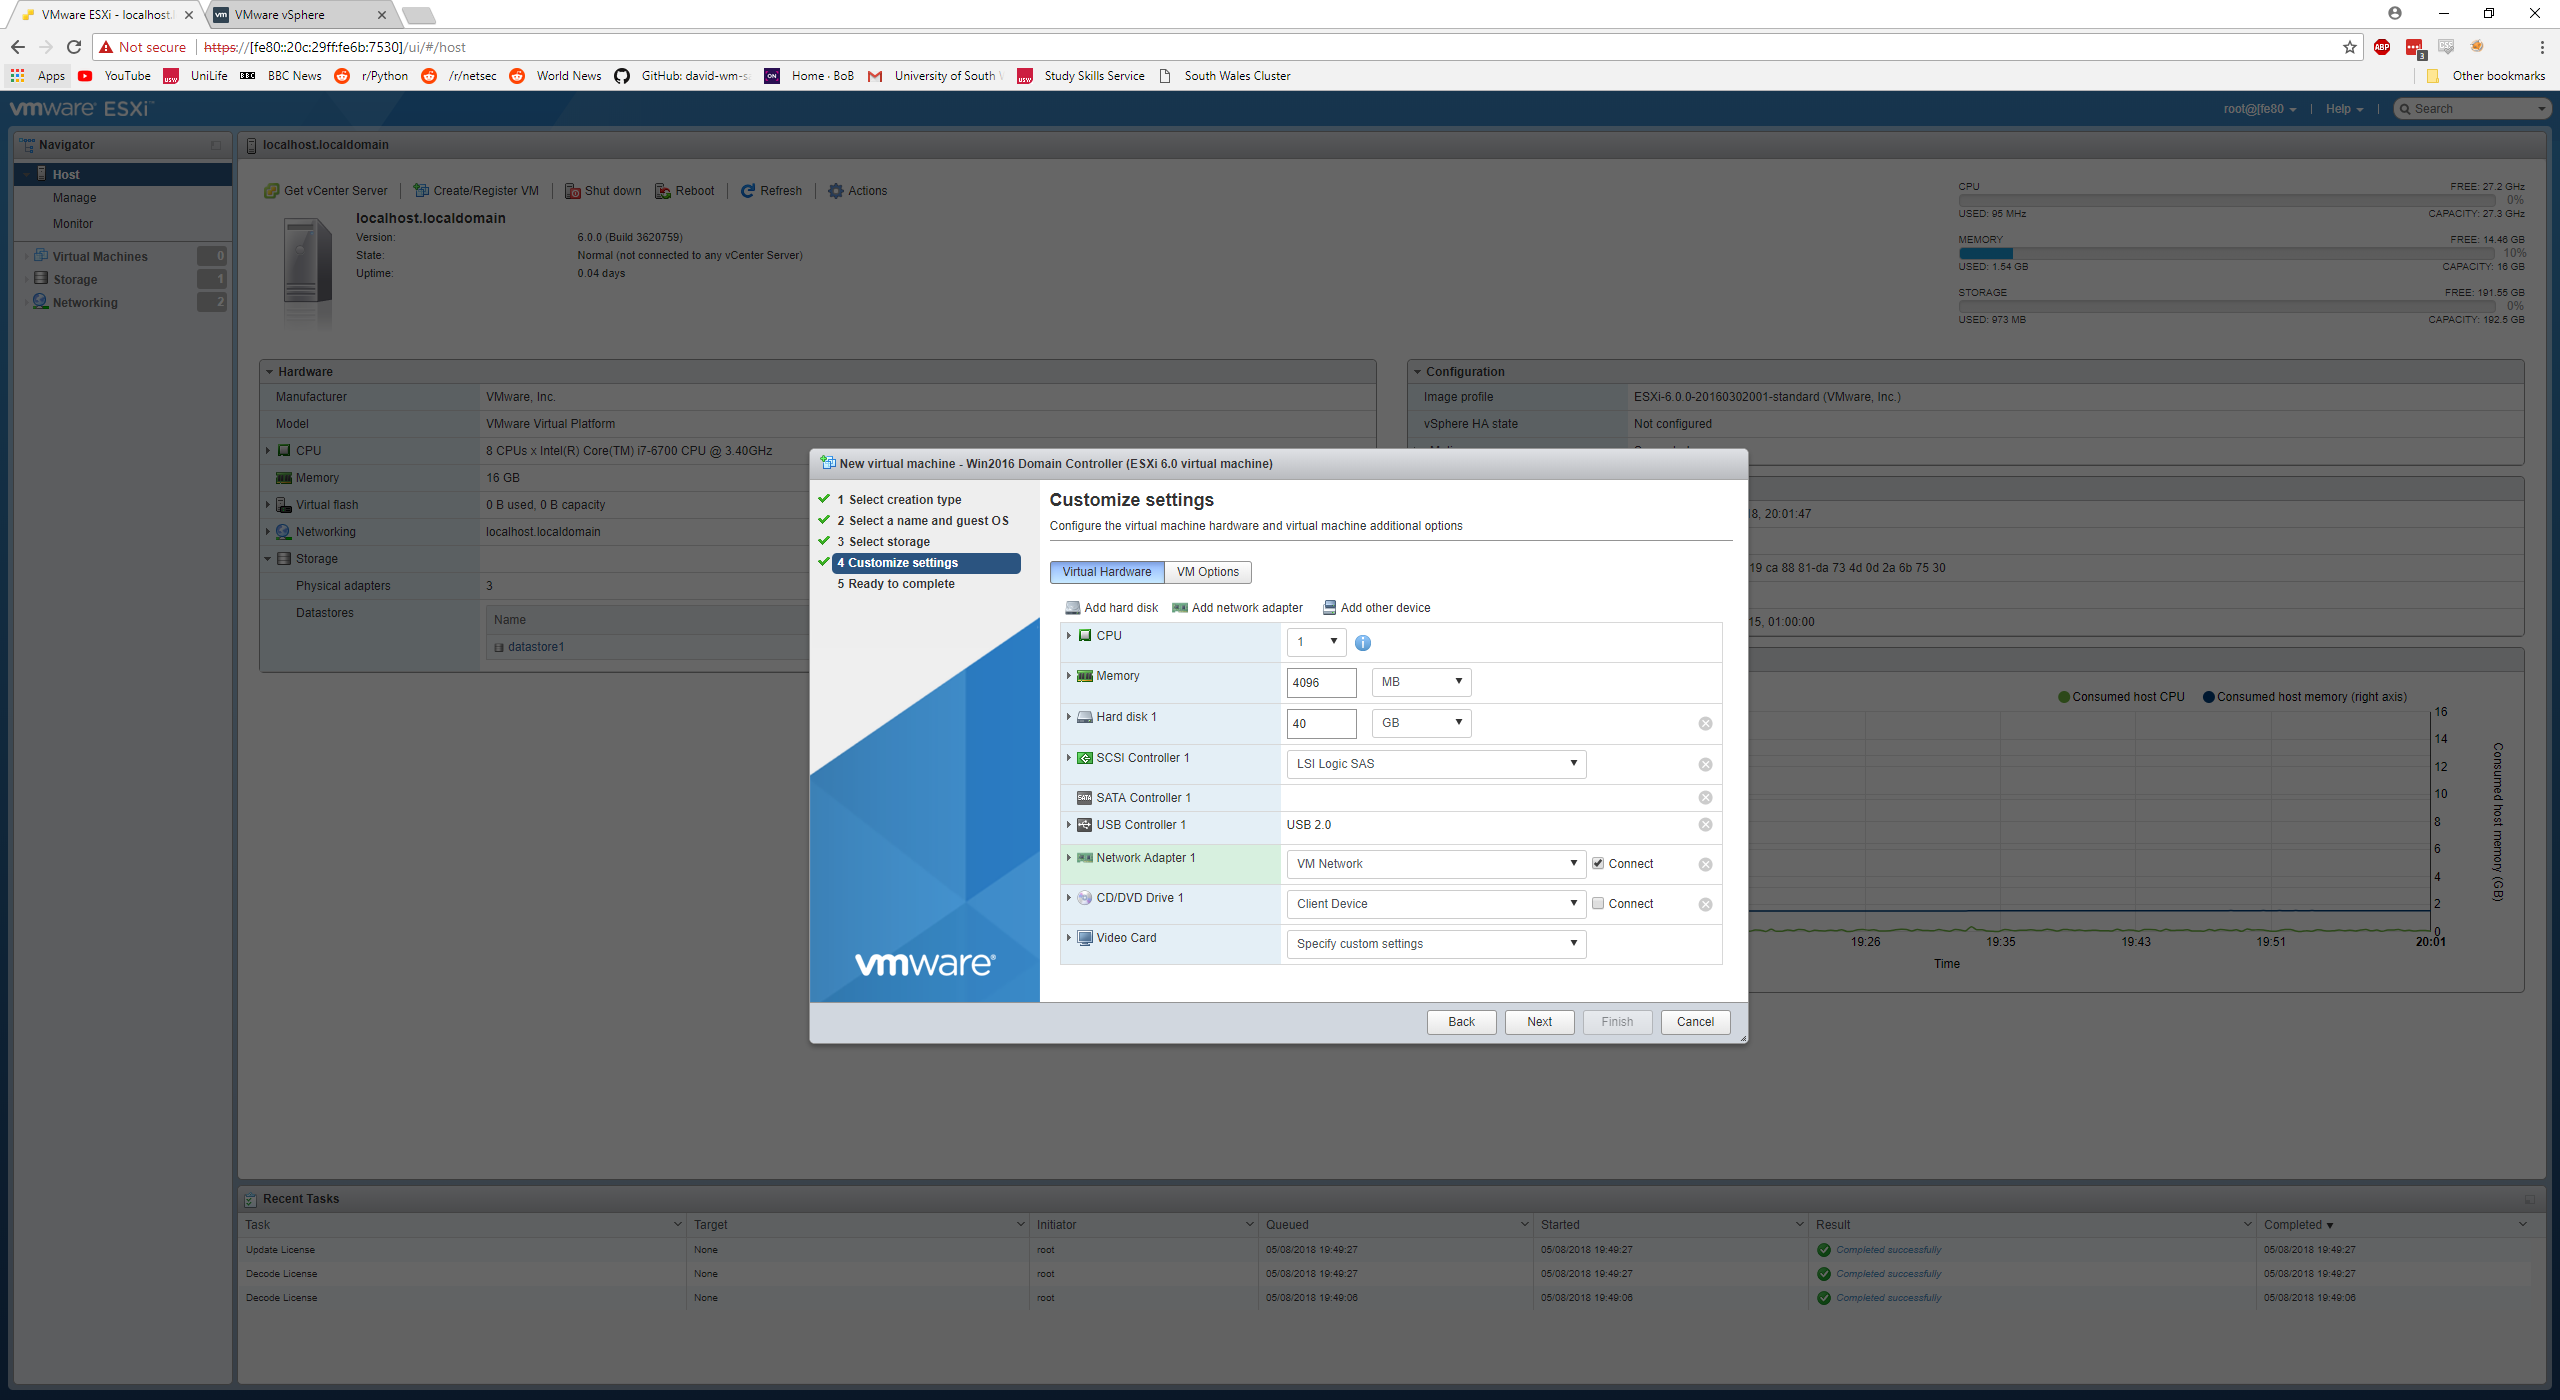 VMware ESXi - localhost.
VMware vSphere
Not secure https://[fe80::20c:29ff:fe6b:7530]/ui/#/host
Apps YouTube UniLife BBC News r/Python /r/netsec World News GitHub: david-wm-s Home · BoB University of South Study Skills Service South Wales Cluster Other bookmarks
vmware ESXi
root@[fe80 Help Search
Navigator
Host
Manage
Monitor
Virtual Machines 0
Storage 1
Networking 2
localhost.localdomain
Get vCenter Server Create/Register VM Shut down Reboot Refresh Actions
localhost.localdomain
Version: 6.0.0 (Build 3620759)
State: Normal (not connected to any vCenter Server)
Uptime: 0.04 days
CPU FREE: 27.2 GHz
0%
USED: 95 MHz CAPACITY: 27.3 GHz
MEMORY FREE: 14.46 GB
10%
USED: 1.54 GB CAPACITY: 16 GB
STORAGE FREE: 191.55 GB
0%
USED: 973 MB CAPACITY: 192.5 GB
Hardware
Manufacturer VMware, Inc.
Model VMware Virtual Platform
CPU 8 CPUs x Intel(R) Core(TM) i7-6700 CPU @ 3.40GHz
Memory 16 GB
Virtual flash 0 B used, 0 B capacity
Networking localhost.localdomain
Storage
Physical adapters 3
Datastores Name
datastore1
Configuration
Image profile ESXi-6.0.0-20160302001-standard (VMware, Inc.)
vSphere HA state Not configured
8, 20:01:47
19 ca 88 81-da 73 4d 0d 2a 6b 75 30
15, 01:00:00
Consumed host CPU Consumed host memory (right axis)
16
14
12
10
8
6
4
2
0
Consumed host memory (GB)
19:26 19:35 19:43 19:51 20:01
Time
New virtual machine - Win2016 Domain Controller (ESXi 6.0 virtual machine)
1 Select creation type
2 Select a name and guest OS
3 Select storage
4 Customize settings
5 Ready to complete
vmware
Customize settings
Configure the virtual machine hardware and virtual machine additional options
Virtual Hardware VM Options
Add hard disk Add network adapter Add other device
CPU 1
Memory 4096 MB
Hard disk 1 40 GB
SCSI Controller 1 LSI Logic SAS
SATA Controller 1
USB Controller 1 USB 2.0
Network Adapter 1 VM Network Connect
CD/DVD Drive 1 Client Device Connect
Video Card Specify custom settings
Back Next Finish Cancel
Recent Tasks
Task Target Initiator Queued Started Result Completed
Update License None root 05/08/2018 19:49:27 05/08/2018 19:49:27 Completed successfully 05/08/2018 19:49:27
Decode License None root 05/08/2018 19:49:27 05/08/2018 19:49:27 Completed successfully 05/08/2018 19:49:27
Decode License None root 05/08/2018 19:49:06 05/08/2018 19:49:06 Completed successfully 05/08/2018 19:49:06